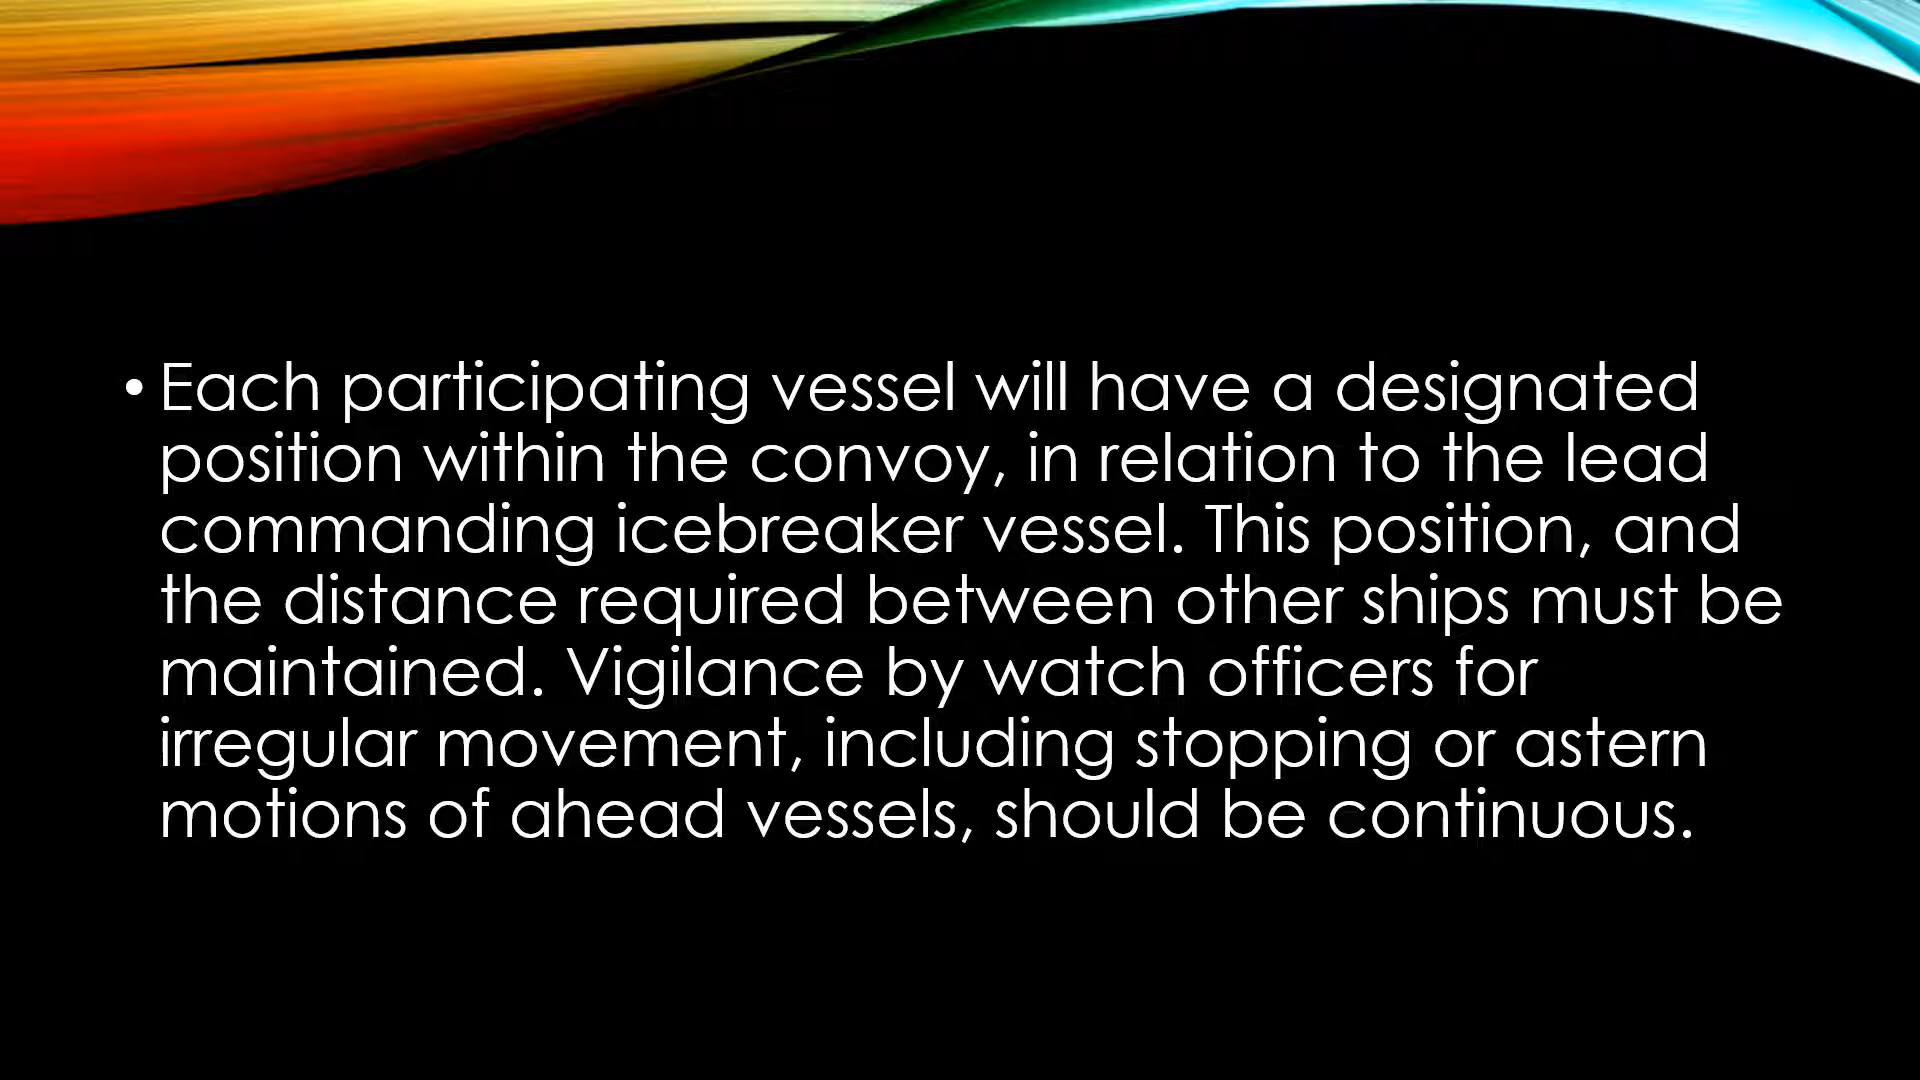 • Each participating vessel will have a designated
position within the convoy, in relation to the lead
commanding icebreaker vessel. This position, and
the distance required between other ships must be
maintained. Vigilance by watch officers for
irregular movement, including stopping or astern
motions of ahead vessels, should be continuous.